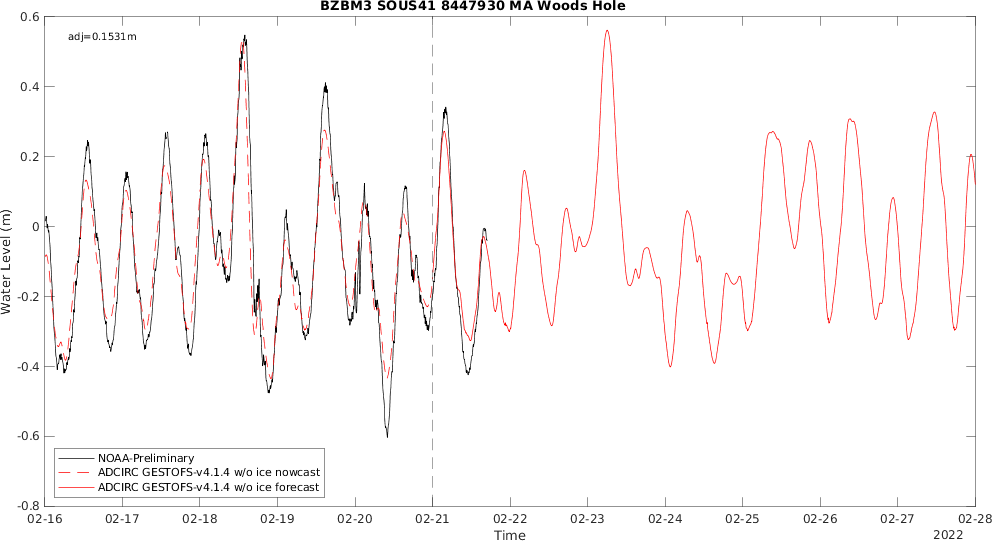 BZBM3 SOUS41 8447930 MA Woods Hole
adj=0.1531m
0.6
0.4
0.2
0
-0.2
-0.4
-0.6
-0.8
Water Level (m)
NOAA-Preliminary
ADCIRC GESTOFS-v4.1.4 w/o ice nowcast
ADCIRC GESTOFS-v4.1.4 w/o ice forecast
02-16 02-17 02-18 02-19 02-20 02-21 02-22 02-23 02-24 02-25 02-26 02-27 02-28
Time
2022